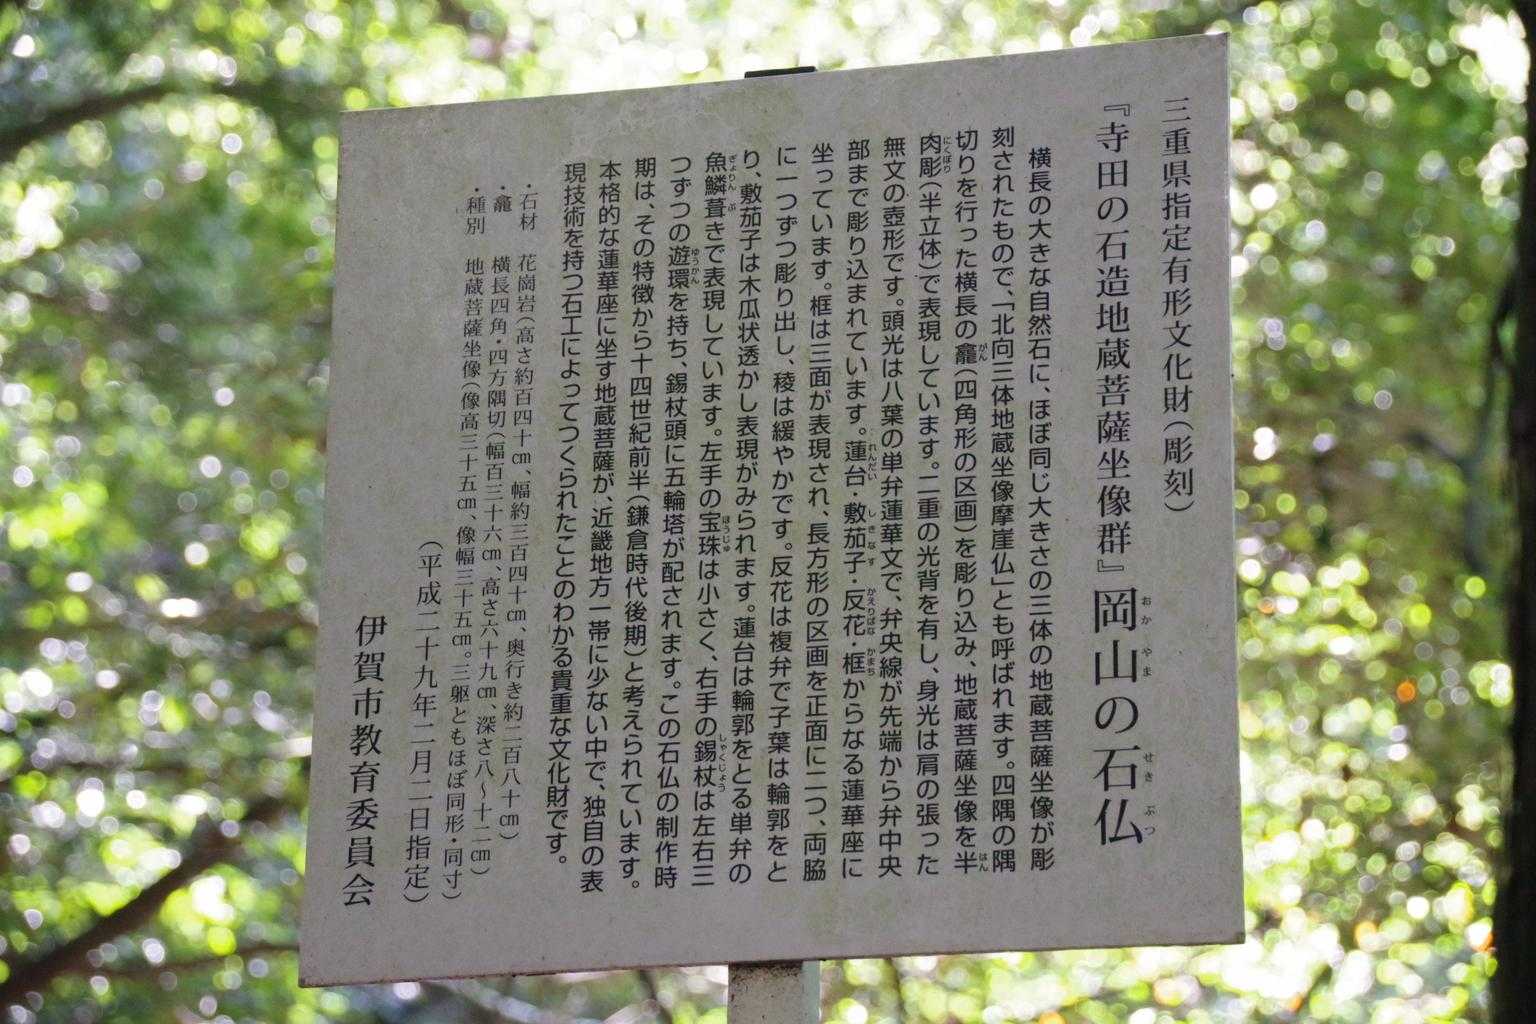 三重県指定有形文化財（彫刻）
『寺田の石造地蔵菩薩坐像群』岡山の石仏
横長の大きな自然石に、ほぼ同じ大きさの三体の地蔵菩薩坐像が彫
刻されたもので、「北向三体地蔵坐像摩崖仏」とも呼ばれます。四隅の隅
切りを行った横長の龕（四角形の区画）を彫り込み、地蔵菩薩坐像を半
肉彫（半立体）で表現しています。二重の光背を有し、身光は肩の張った
無文の壺形です。頭光は八葉の単弁蓮華文で、弁央線が先端から弁中央
部まで彫り込まれています。蓮台・敷茄子・反花・框からなる蓮華座に
坐っています。框は三面が表現され、長方形の区画を正面に二つ、両脇
に一つずつ彫り出し、稜は緩やかです。反花は複弁で子葉は輪郭をと
り、敷茄子は木瓜状透かし表現がみられます。蓮台は輪郭をとる単弁の
魚鱗葺きで表現しています。左手の宝珠は小さく、右手の錫杖は左右三
つずつの遊環を持ち、錫杖頭に五輪塔が配されます。この石仏の制作時
期は、その特徴から十四世紀前半（鎌倉時代後期）と考えられています。
本格的な蓮華座に坐す地蔵菩薩が、近畿地方一帯に少ない中で、独自の表
現技術を持つ石工によってつくられたことのわかる貴重な文化財です。
・石材　花崗岩（高さ約百四十㎝、幅約三百四十㎝、奥行き約二百八十㎝）
・龕　横長四角・四方隅切（幅百三十六㎝、高さ六十九㎝、深さ八～十二㎝）
・種別　地蔵菩薩坐像（像高三十五㎝、像幅三十五㎝。三躯ともほぼ同形・同寸）
（平成二十九年二月二日指定）
伊賀市教育委員会